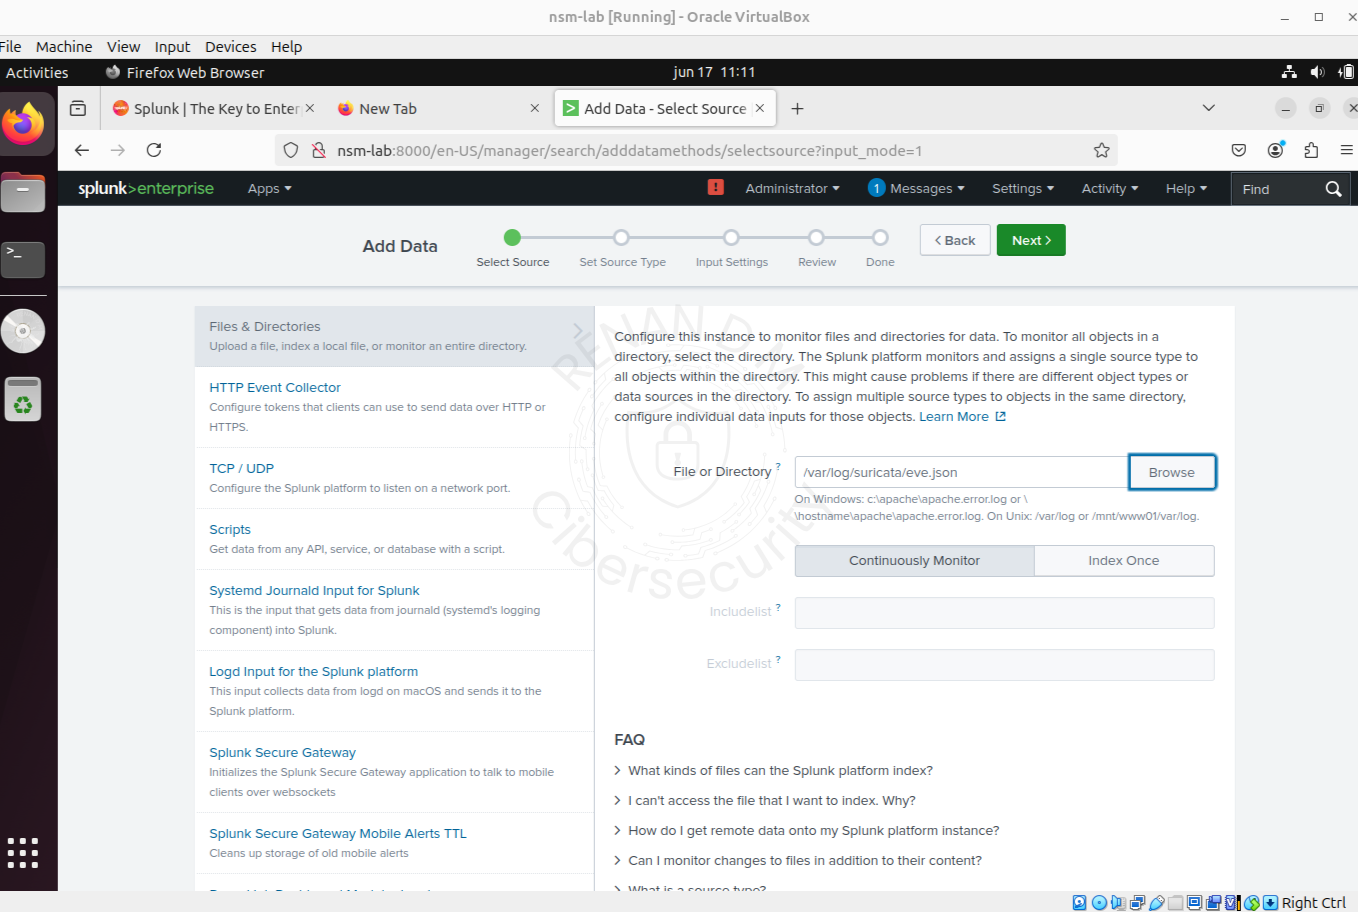 nsm-lab [Running] - Oracle VirtualBox
File Machine View Input Devices Help
Activities Firefox Web Browser jun 17 11:11
Splunk | The Key to Enter New Tab Add Data - Select Source
nsm-lab:8000/en-US/manager/search/adddatamethods/selectsource?input_mode=1
splunk>enterprise Apps ! Administrator 1 Messages Settings Activity Help Find
Add Data
Select Source Set Source Type Input Settings Review Done
< Back Next >
Files & Directories
Upload a file, index a local file, or monitor an entire directory.
HTTP Event Collector
Configure tokens that clients can use to send data over HTTP or
HTTPS.
TCP / UDP
Configure the Splunk platform to listen on a network port.
Scripts
Get data from any API, service, or database with a script.
Systemd Journald Input for Splunk
This is the input that gets data from journald (systemd's logging
component) into Splunk.
Logd Input for the Splunk platform
This input collects data from logd on macOS and sends it to the
Splunk platform.
Splunk Secure Gateway
Initializes the Splunk Secure Gateway application to talk to mobile
clients over websockets
Splunk Secure Gateway Mobile Alerts TTL
Cleans up storage of old mobile alerts
Configure this instance to monitor files and directories for data. To monitor all objects in a
directory, select the directory. The Splunk platform monitors and assigns a single source type to
all objects within the directory. This might cause problems if there are different object types or
data sources in the directory. To assign multiple source types to objects in the same directory,
configure individual data inputs for those objects. Learn More
File or Directory ? /var/log/suricata/eve.json Browse
On Windows: c:\apache\apache.error.log or \
\hostname\apache\apache.error.log. On Unix: /var/log or /mnt/www01/var/log.
Continuously Monitor Index Once
Includelist ?
Excludelist ?
FAQ
> What kinds of files can the Splunk platform index?
> I can't access the file that I want to index. Why?
> How do I get remote data onto my Splunk platform instance?
> Can I monitor changes to files in addition to their content?
> What is a source type?
RENAN D.M
Cibersecurity
Right Ctrl